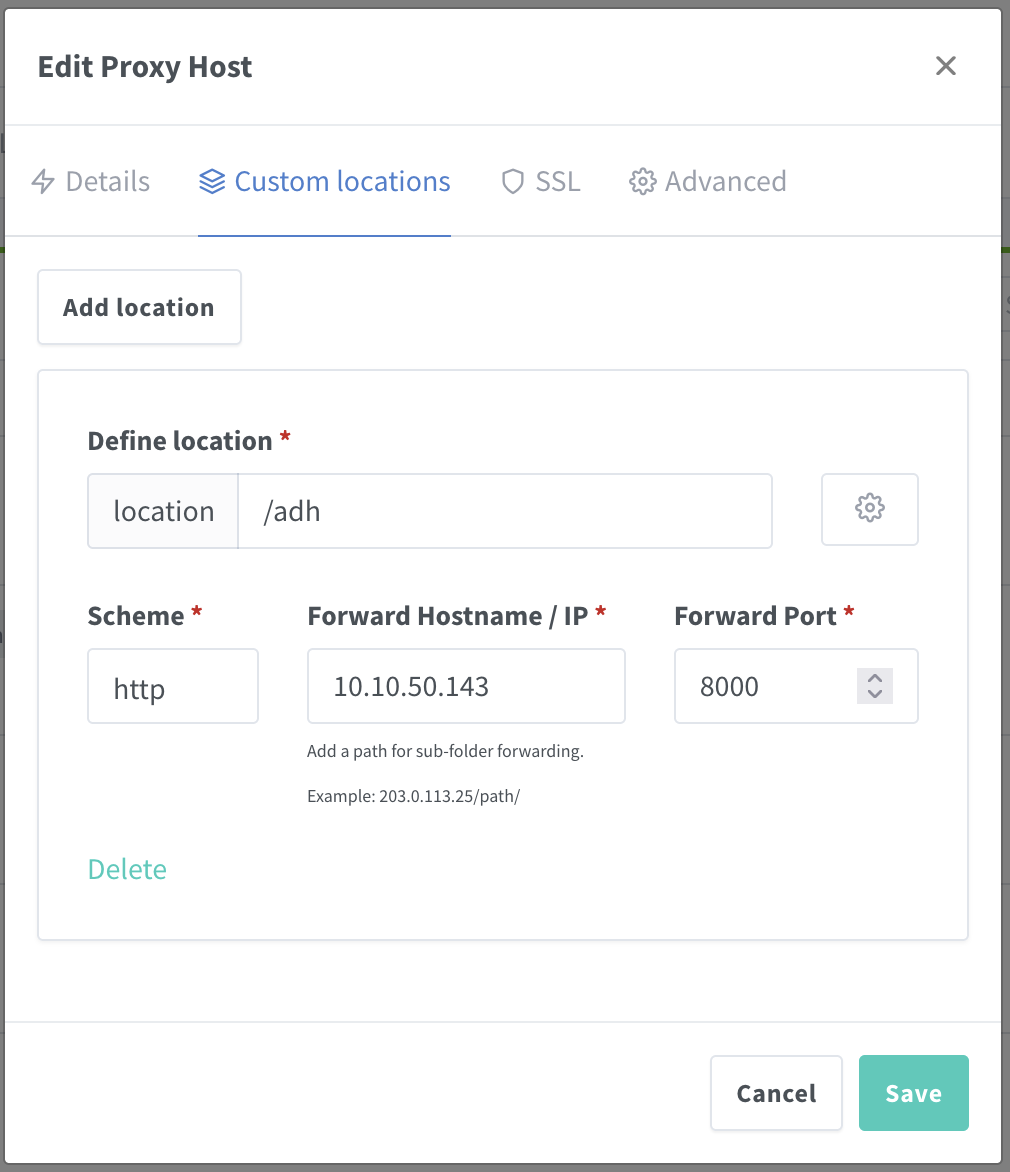 Edit Proxy Host
Details Custom locations SSL Advanced
Add location
Define location *
location /adh
Scheme * Forward Hostname / IP * Forward Port *
http 10.10.50.143 8000
Add a path for sub-folder forwarding.
Example: 203.0.113.25/path/
Delete
Cancel Save